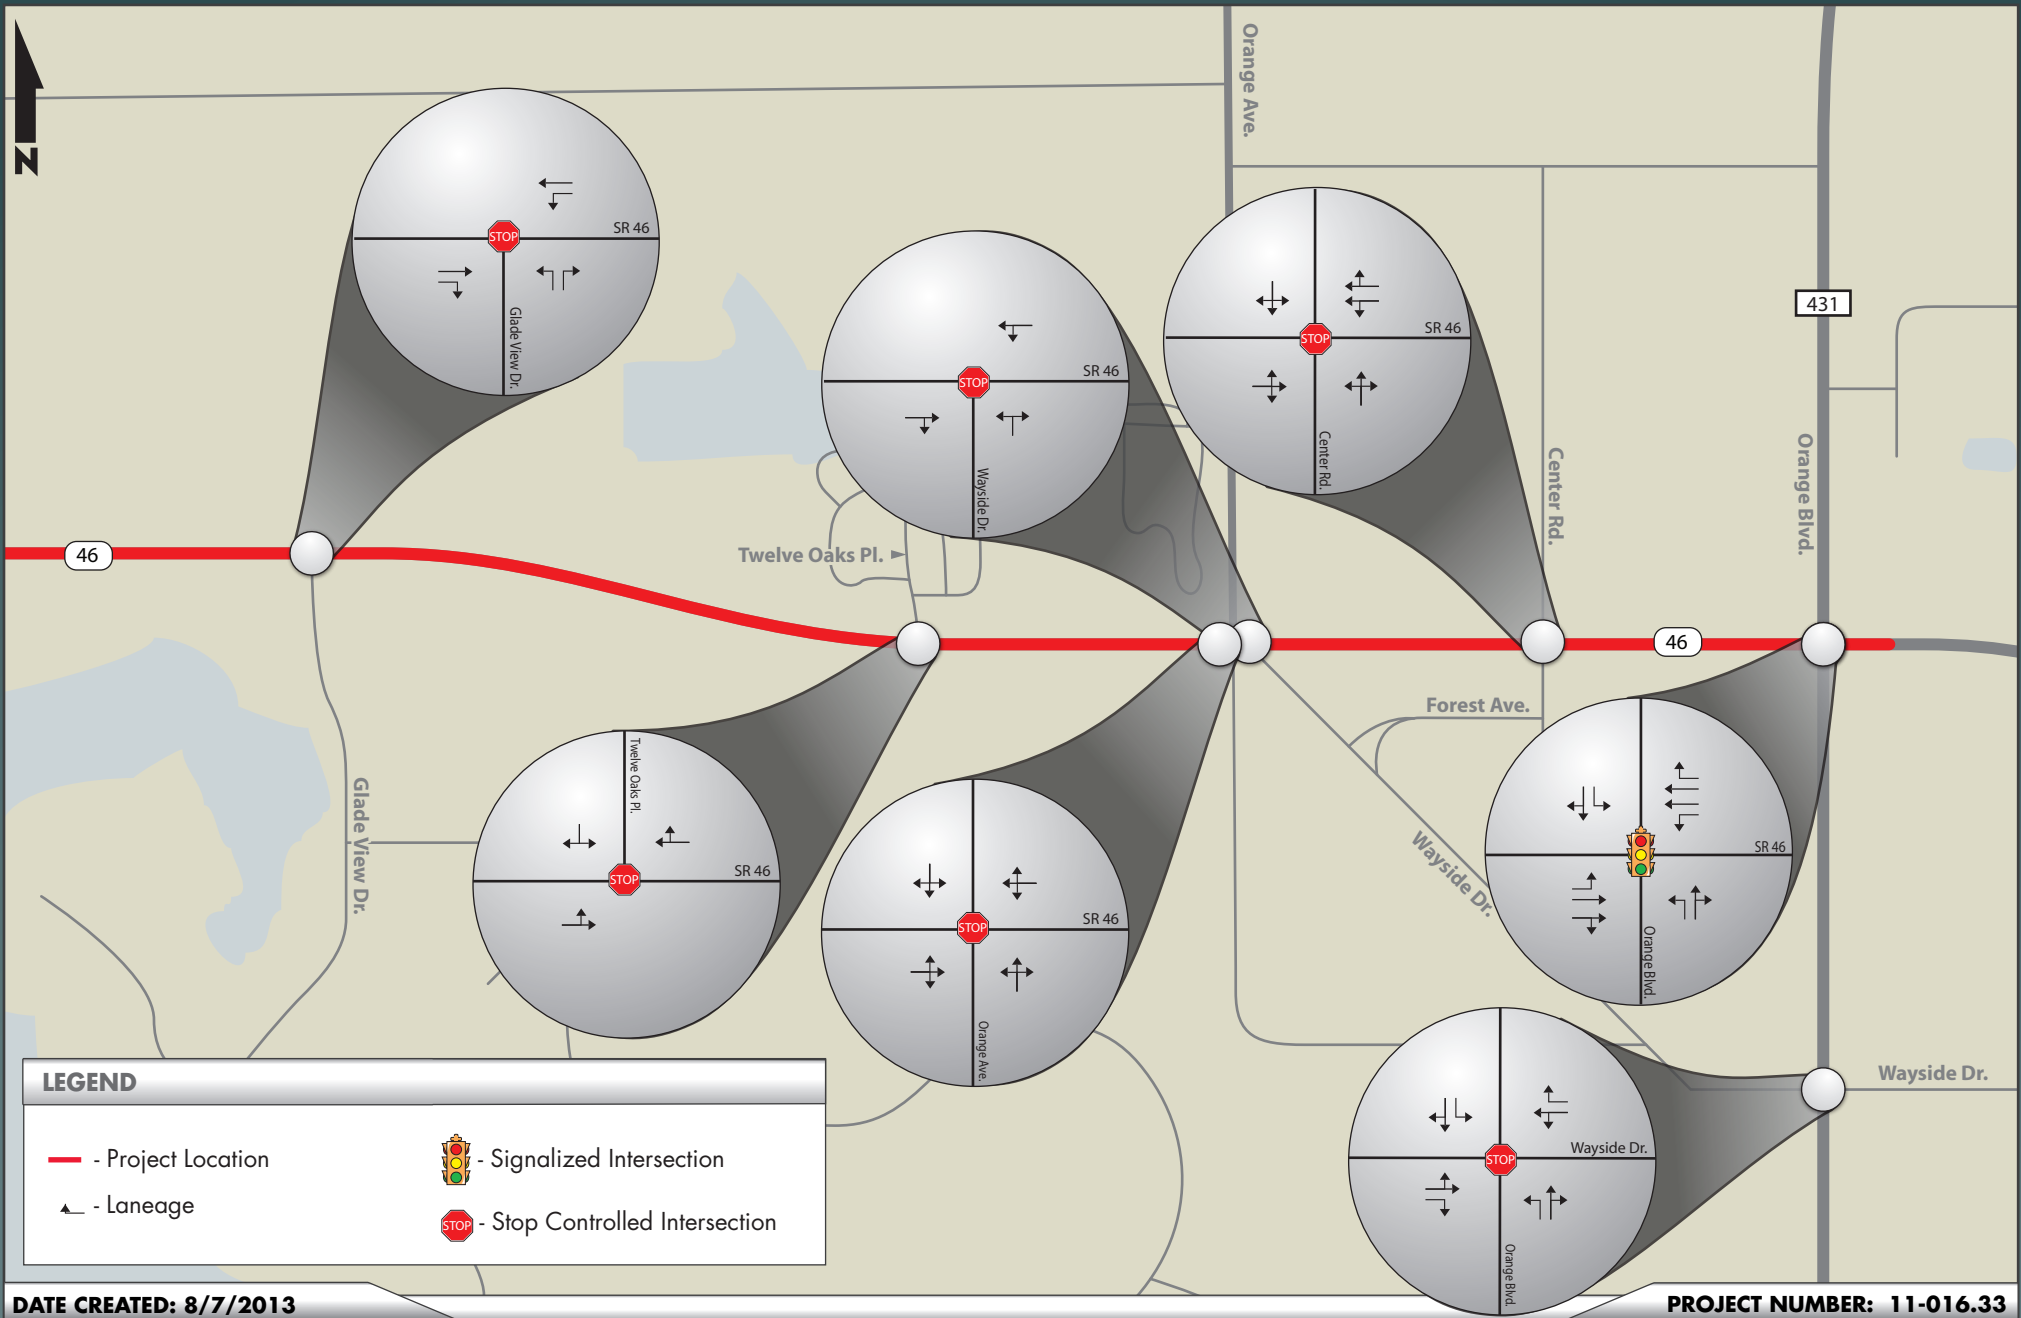 N
Orange Ave.
SR 46
STOP
Glade View Dr.
SR 46
STOP
Wayside Dr.
SR 46
STOP
Center Rd.
431
Orange Blvd.
Center Rd.
46
Twelve Oaks Pl.
46
Forest Ave.
Wayside Dr.
Glade View Dr.
Twelve Oaks Pl.
SR 46
STOP
SR 46
STOP
Orange Ave.
SR 46
Orange Blvd.
Wayside Dr.
Wayside Dr.
STOP
Orange Blvd.
LEGEND
- Project Location
- Laneage
- Signalized Intersection
STOP - Stop Controlled Intersection
DATE CREATED: 8/7/2013
PROJECT NUMBER: 11-016.33